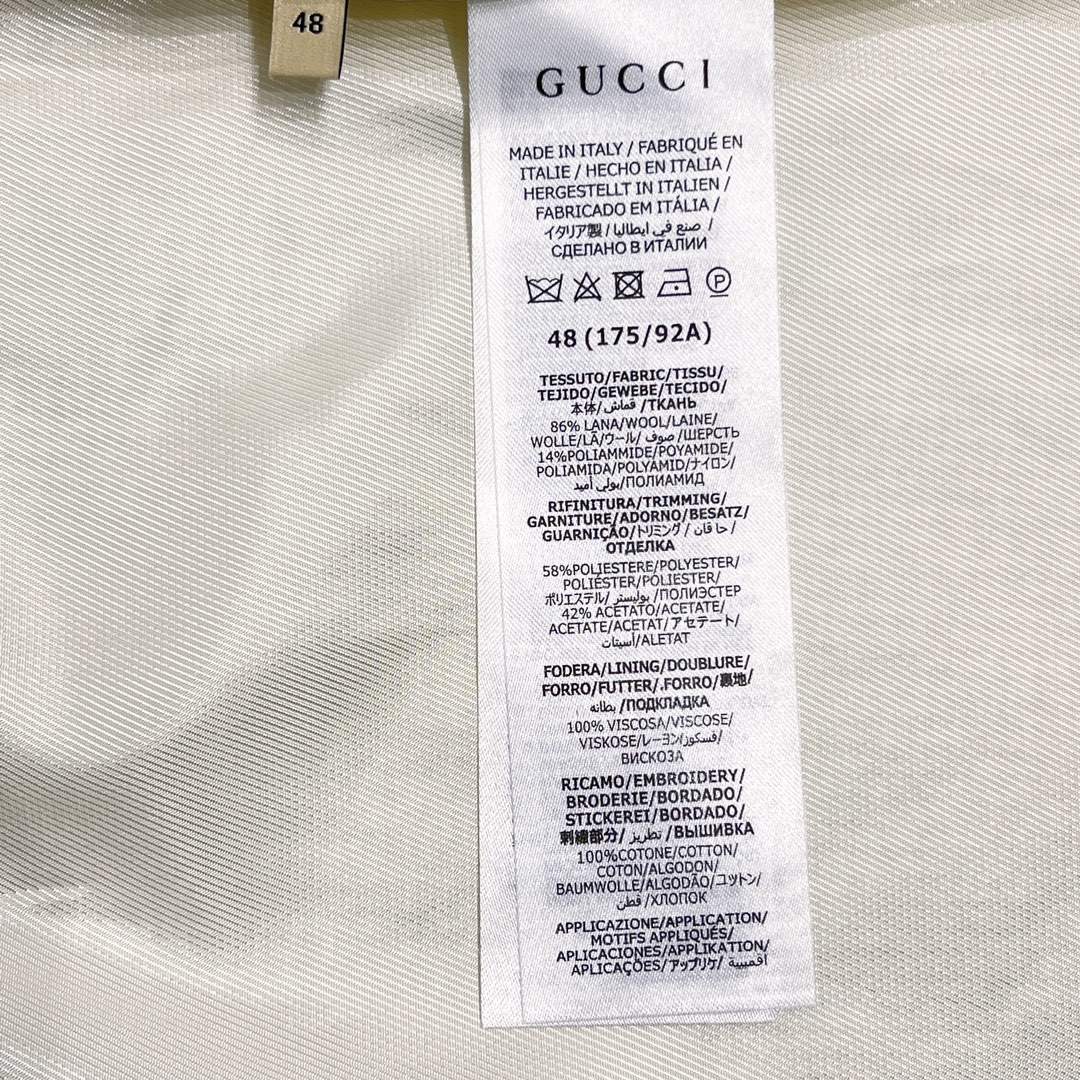 48
GUCCI
MADE IN ITALY / FABRIQUÉ EN
ITALIE / HECHO EN ITALIA /
HERGESTELLT IN ITALIEN /
FABRICADO EM ITÁLIA /
イタリア製 / صنع في ايطاليا /
СДЕЛАНО В ИТАЛИИ
P
48 (175/92A)
TESSUTO/FABRIC/TISSU/
TEJIDO/GEWEBE/TECIDO/
本体/ قماش /ТКАНЬ
86% LANA/WOOL/LAINE/
WOLLE/LÃ/ウール/ صوف /ШЕРСТЬ
14%POLIAMMIDE/POYAMIDE/
POLIAMIDA/POLYAMID/ナイロン/
بولي أميد/ПОЛИАМИД
RIFINITURA/TRIMMING/
GARNITURE/ADORNO/BESATZ/
GUARNIÇÃO/トリミング / حا قان /
ОТДЕЛКА
58%POLIESTERE/POLYESTER/
POLIÉSTER/POLIESTER/
ポリエステル/ بوليستر /ПОЛИЭСТЕР
42% ACETATO/ACETATE/
ACETATE/ACETAT/アセテート/
أسيتات/ALETAT
FODERA/LINING/DOUBLURE/
FORRO/FUTTER/.FORRO/裏地/
بطانه /ПОДКЛАДКА
100% VISCOSA/VISCOSE/
VISKOSE/レーヨン/فسكوز/
ВИСКОЗА
RICAMO/EMBROIDERY/
BRODERIE/BORDADO/
STICKEREI/BORDADO/
刺繍部分/ تطريز /ВЫШИВКА
100%COTONE/COTTON/
COTON/ALGODON/
BAUMWOLLE/ALGODÃO/コットン/
قطن /ХЛОПОК
APPLICAZIONE/APPLICATION/
MOTIFS APPLIQUÉS/
APLICACIONES/APPLIKATION/
APLICAÇÕES/アップリケ/